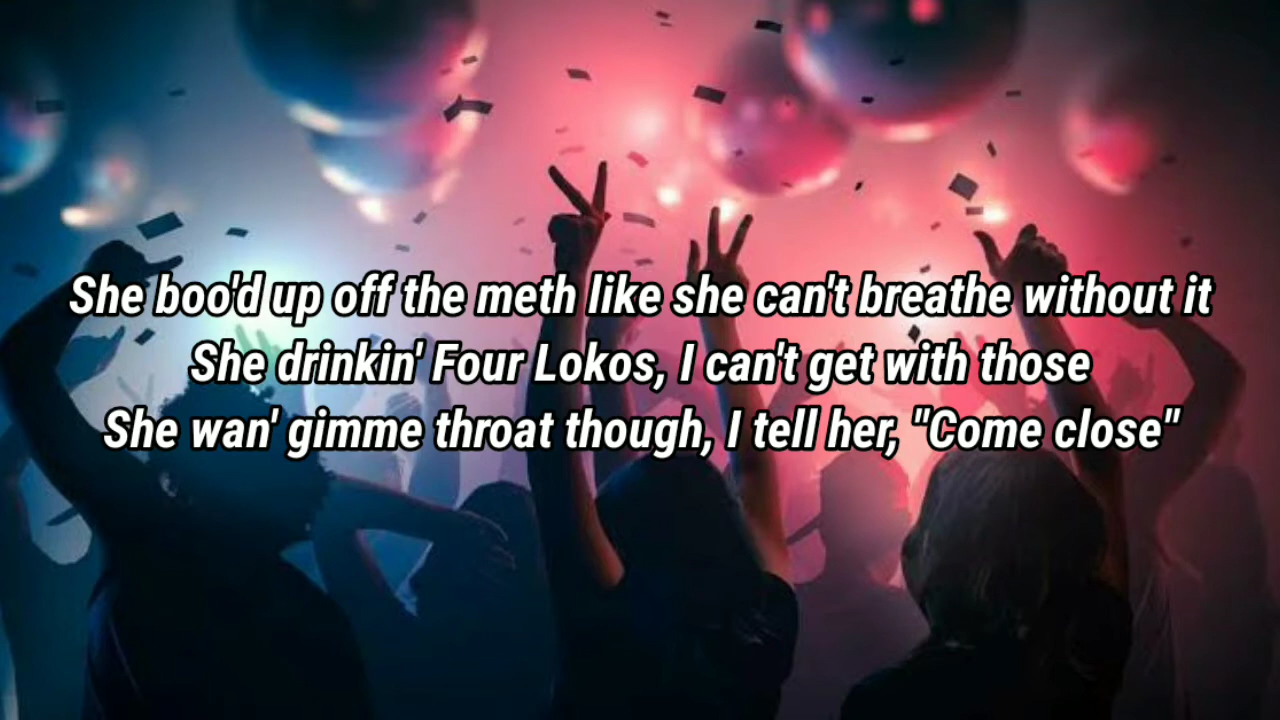 She boo'd up off the meth like she can't breathe without it
She drinkin' Four Lokos, I can't get with those
She wan' gimme throat though, I tell her, "Come close"